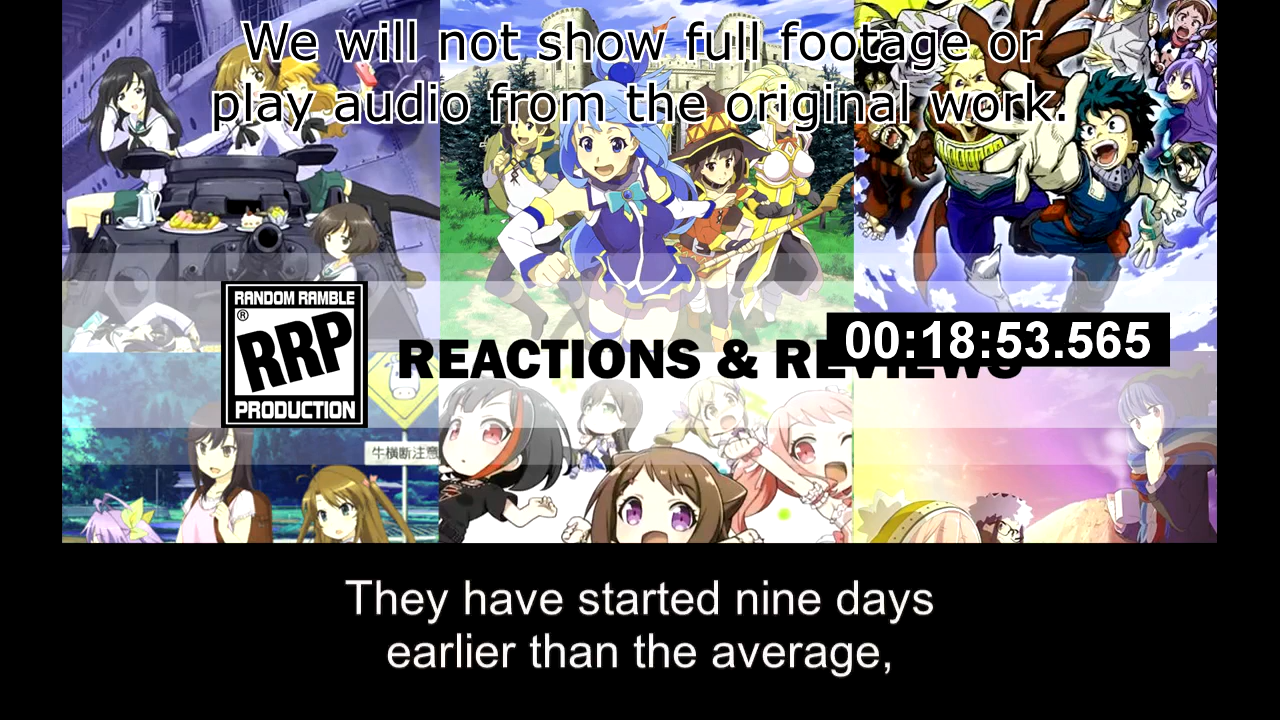 We will not show full footage or
play audio from the original work.
RANDOM RAMBLE
®
RRP
PRODUCTION
REACTIONS & REVIEWS
00:18:53.565
牛横断注意
They have started nine days
earlier than the average,